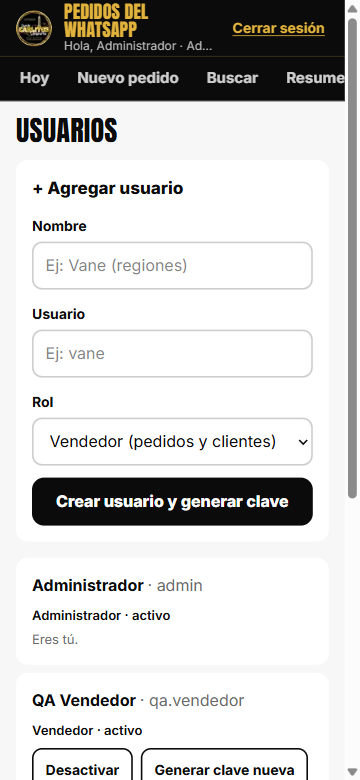 PEDIDOS DEL
WHATSAPP
Hola, Administrador · Ad...
Cerrar sesión
Hoy
Nuevo pedido
Buscar
Resume
USUARIOS
+ Agregar usuario
Nombre
Ej: Vane (regiones)
Usuario
Ej: vane
Rol
Vendedor (pedidos y clientes)
Crear usuario y generar clave
Administrador · admin
Administrador · activo
Eres tú.
QA Vendedor · qa.vendedor
Vendedor · activo
Desactivar
Generar clave nueva